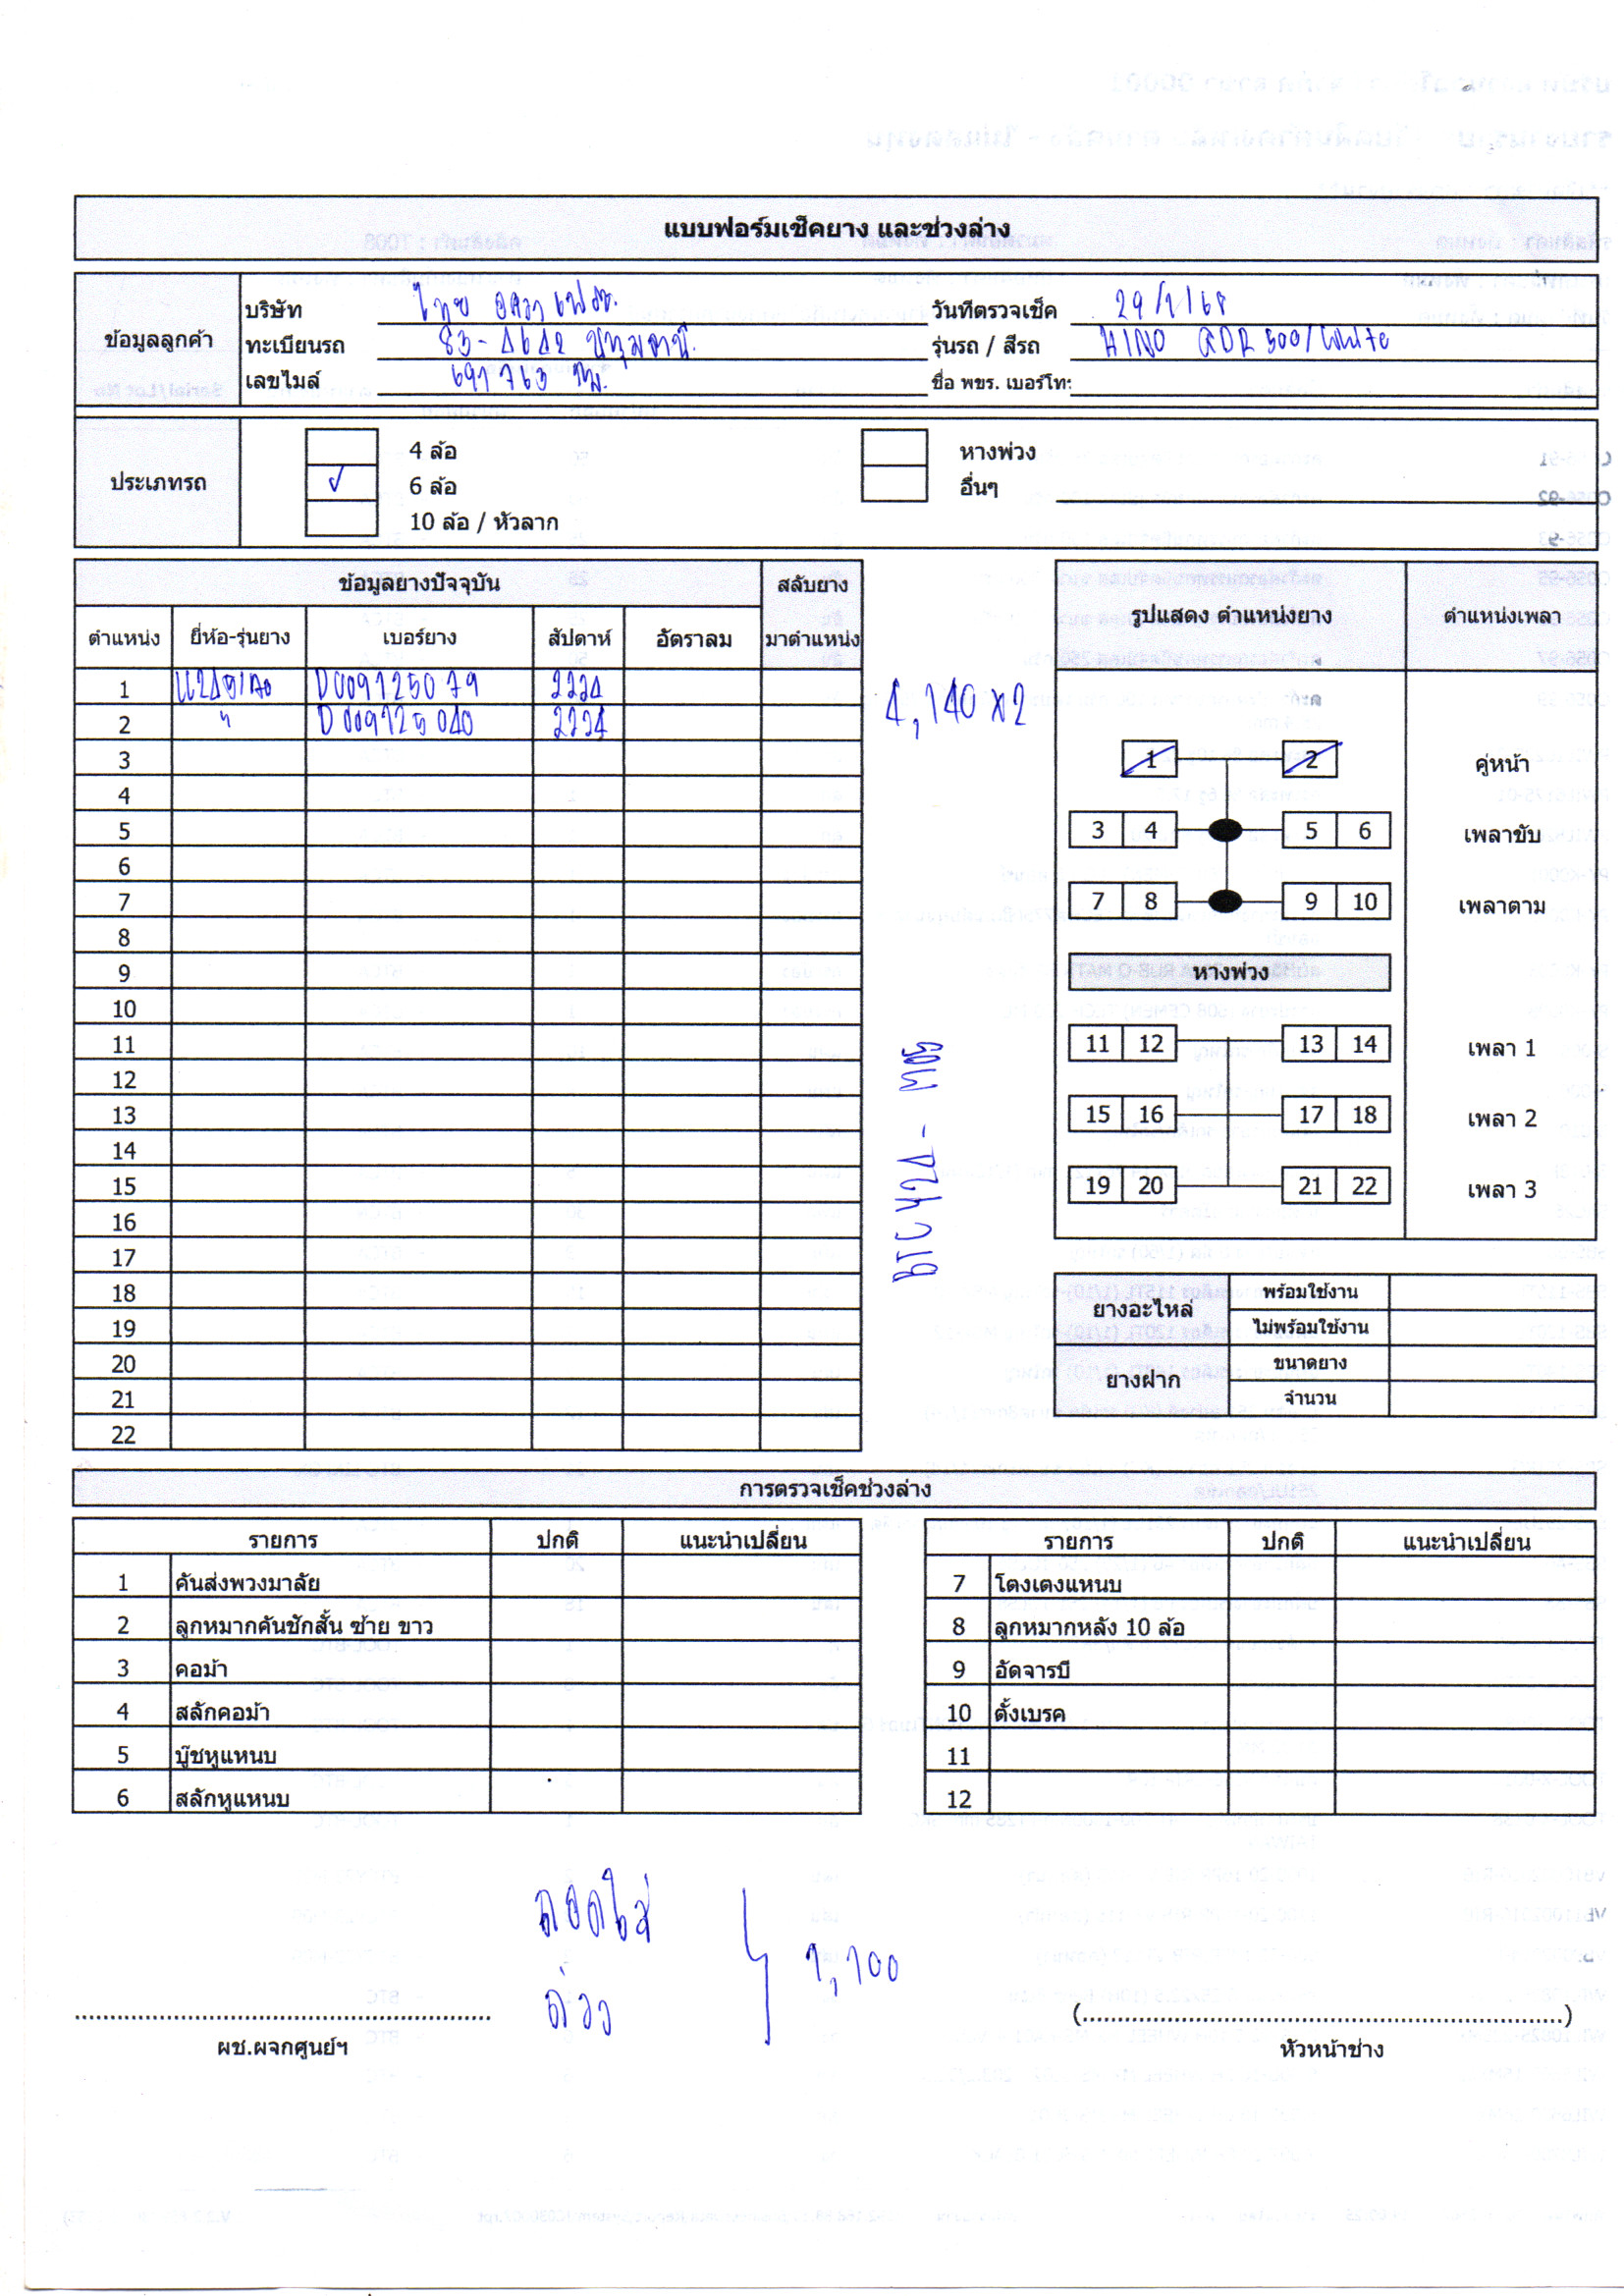 แบบฟอร์มเช็คยาง และช่วงล่าง
ข้อมูลลูกค้า
บริษัท ไทย
วันทีตรวจเช็ค 29/1/68
ทะเบียนรถ 83-4642 ปทุมธานี
รุ่นรถ / สีรถ HINO 500/White
เลขไมล์ 691763 กม.
ชื่อ พขร. เบอร์โท:
ประเภทรถ
4 ล้อ
✓ 6 ล้อ
10 ล้อ / หัวลาก
หางพ่วง
อื่นๆ
ข้อมูลยางปัจจุบัน
สลับยาง
ตำแหน่ง ยี่ห้อ-รุ่นยาง เบอร์ยาง สัปดาห์ อัตราลม มาตำแหน่ง
1 D009725079 2224
2 " D009725040 2224
3
4
5
6
7
8
9
10
11
12
13
14
15
16
17
18
19
20
21
22
4,140 x2
รูปแสดง ตำแหน่งยาง ตำแหน่งเพลา
1 2 คู่หน้า
3 4 5 6 เพลาขับ
7 8 9 10 เพลาตาม
หางพ่วง
11 12 13 14 เพลา 1
15 16 17 18 เพลา 2
19 20 21 22 เพลา 3
ยางอะไหล่
พร้อมใช้งาน
ไม่พร้อมใช้งาน
ยางฝาก
ขนาดยาง
จำนวน
การตรวจเช็คช่วงล่าง
รายการ ปกติ แนะนำเปลี่ยน
1 คันส่งพวงมาลัย
2 ลูกหมากคันชักสั้น ซ้าย ขาว
3 คอม้า
4 สลักคอม้า
5 บู๊ชหูแหนบ
6 สลักหูแหนบ
รายการ ปกติ แนะนำเปลี่ยน
7 โตงเตงแหนบ
8 ลูกหมากหลัง 10 ล้อ
9 อัดจารบี
10 ตั้งเบรค
11
12
ถอดใส่
ถ่วง
1,100
ผช.ผจกศูนย์ฯ
(
)
หัวหน้าช่าง